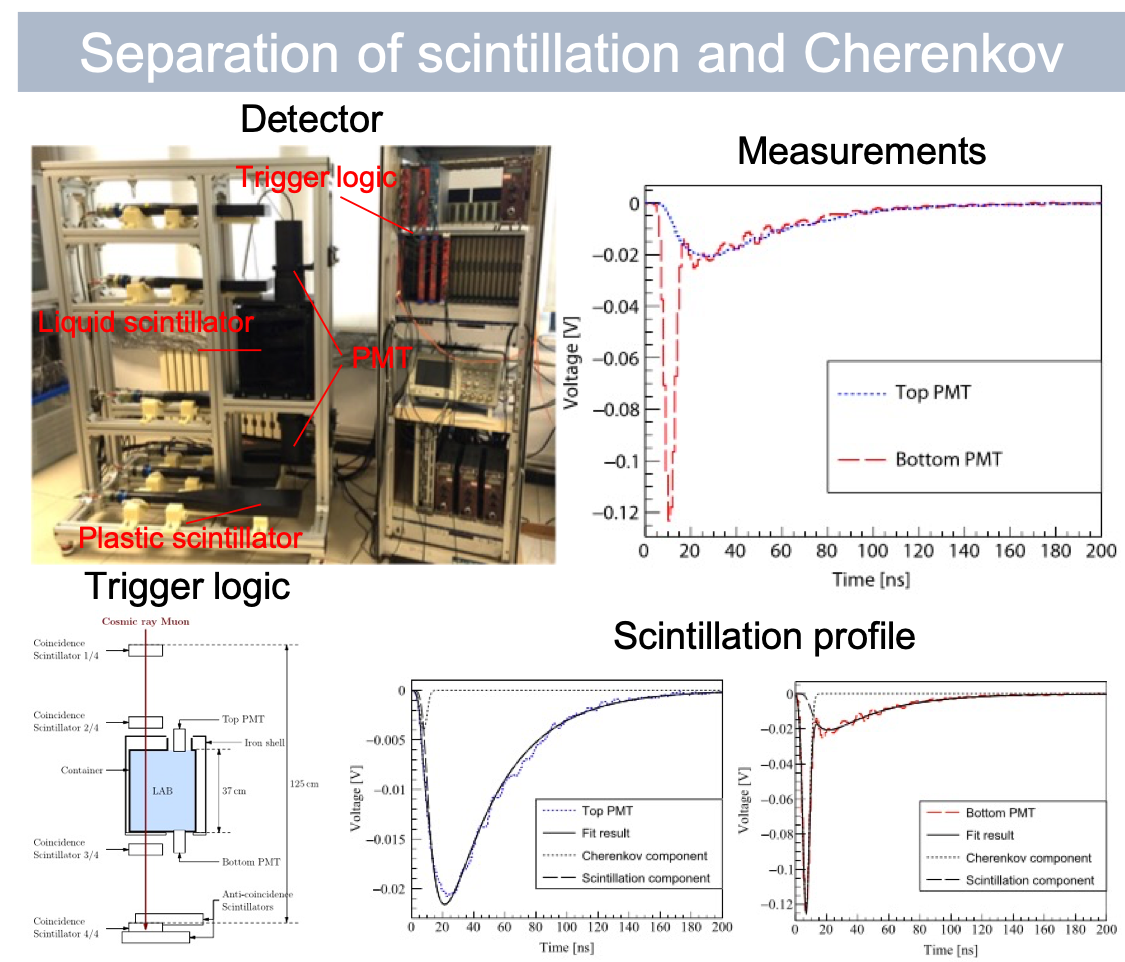 Separation of scintillation and Cherenkov
Detector
Trigger logic
Liquid scintillator
PMT
Plastic scintillator
Measurements
0
−0.02
−0.04
−0.06
−0.08
−0.1
−0.12
Voltage [V]
Top PMT
Bottom PMT
0 20 40 60 80 100 120 140 160 180 200
Time [ns]
Trigger logic
Cosmic ray Muon
Coincidence
Scintillator 1/4
Coincidence
Scintillator 2/4
Top PMT
Iron shell
Container
LAB
37 cm
125 cm
Coincidence
Scintillator 3/4
Bottom PMT
Anti-coincidence
Scintillators
Coincidence
Scintillator 4/4
Scintillation profile
0
−0.005
−0.01
−0.015
−0.02
Voltage [V]
Top PMT
Fit result
Cherenkov component
Scintillation component
0 20 40 60 80 100 120 140 160 180 200
Time [ns]
0
−0.02
−0.04
−0.06
−0.08
−0.1
−0.12
Voltage [V]
Bottom PMT
Fit result
Cherenkov component
Scintillation component
0 20 40 60 80 100 120 140 160 180 200
Time [ns]